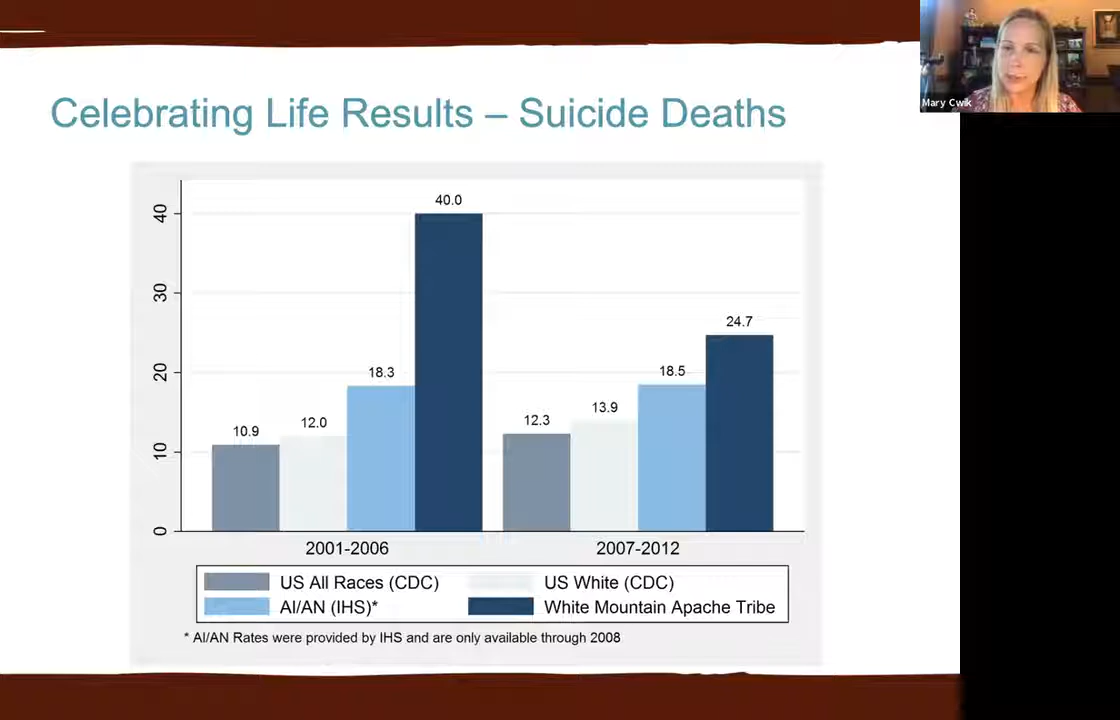 Mary Cwik
Celebrating Life Results – Suicide Deaths
40
30
20
10
0
10.9
12.0
18.3
40.0
12.3
13.9
18.5
24.7
2001-2006
2007-2012
US All Races (CDC)
US White (CDC)
AI/AN (IHS)*
White Mountain Apache Tribe
* AI/AN Rates were provided by IHS and are only available through 2008